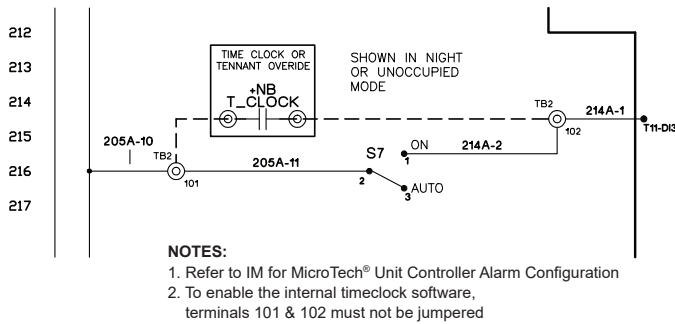 212
213
214
215
216
217
TIME CLOCK OR
TENNANT OVERIDE
+NB
T_CLOCK
SHOWN IN NIGHT
OR UNOCCUPIED
MODE
TB2
102
214A-1
T11-DI3
205A-10
TB2
101
205A-11
S7
2
ON
1
3
AUTO
214A-2
NOTES:
1. Refer to IM for MicroTech® Unit Controller Alarm Configuration
2. To enable the internal timeclock software,
terminals 101 & 102 must not be jumpered